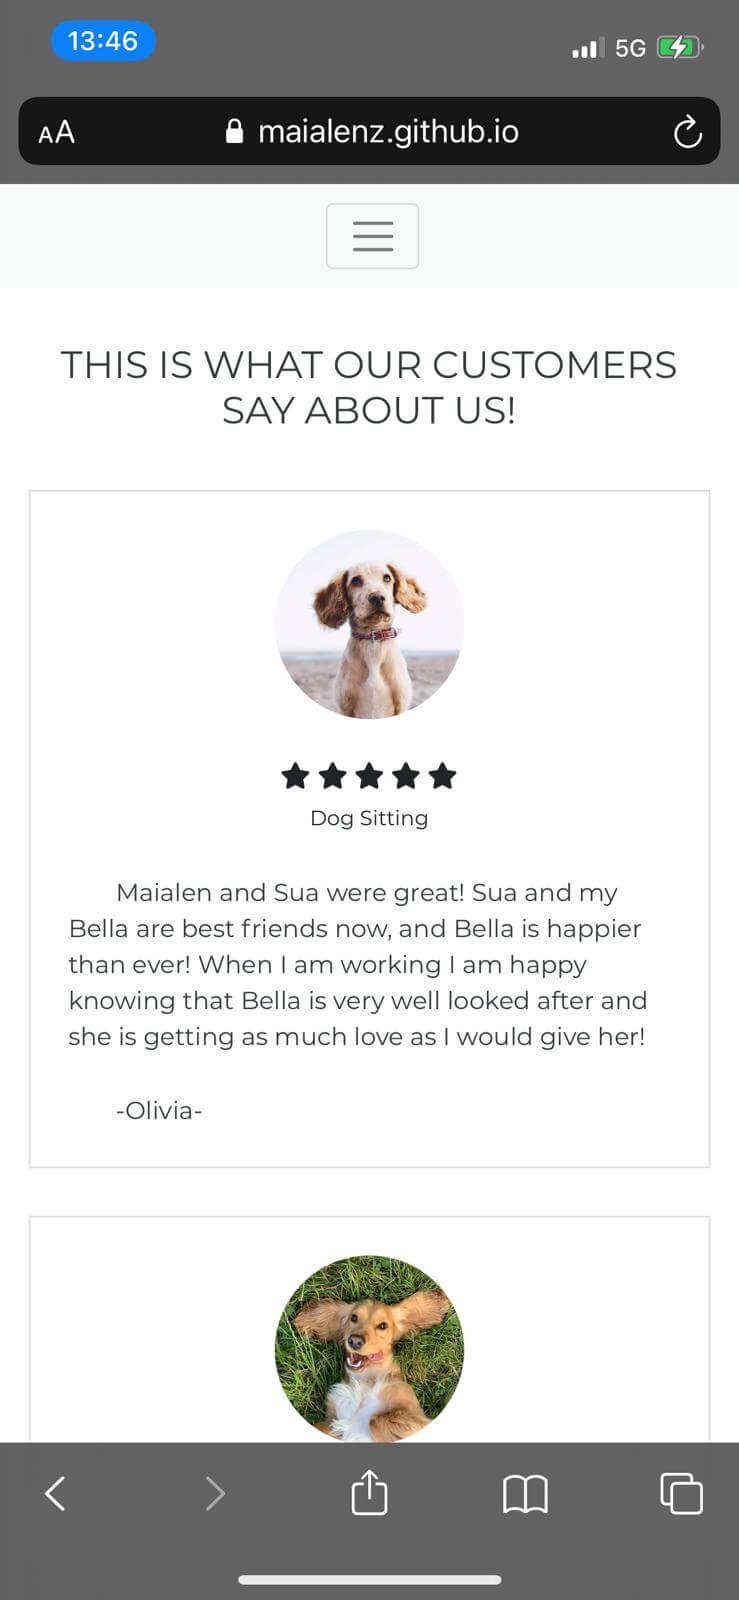 13:46
5G
AA
maialenz.github.io
THIS IS WHAT OUR CUSTOMERS
SAY ABOUT US!
Dog Sitting
Maialen and Sua were great! Sua and my
Bella are best friends now, and Bella is happier
than ever! When I am working I am happy
knowing that Bella is very well looked after and
she is getting as much love as I would give her!
-Olivia-